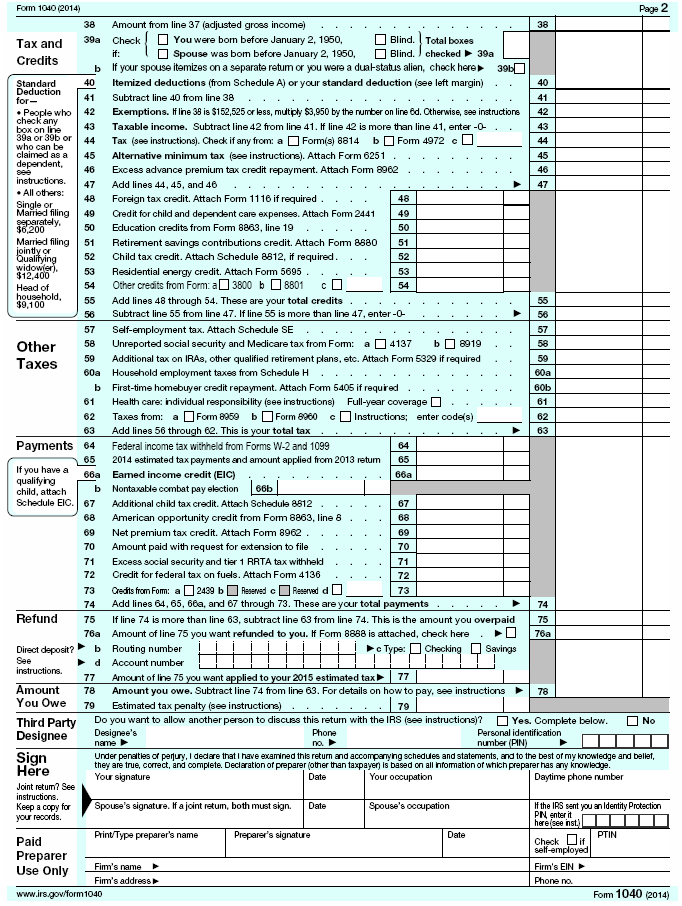 Form 1040 (2014) Page 2
38 Amount from line 37 (adjusted gross income) . . . . . . . . . . . . . . 38
Tax and Credits
39a Check if: { You were born before January 2, 1950, Blind. } Total boxes
Spouse was born before January 2, 1950, Blind. checked ▶ 39a
b If your spouse itemizes on a separate return or you were a dual-status alien, check here ▶ 39b
Standard Deduction for—
• People who check any box on line 39a or 39b or who can be claimed as a dependent, see instructions.
• All others:
Single or Married filing separately, $6,200
Married filing jointly or Qualifying widow(er), $12,400
Head of household, $9,100
40 Itemized deductions (from Schedule A) or your standard deduction (see left margin) . . 40
41 Subtract line 40 from line 38 . . . . . . . . . . . . . . . . . . . 41
42 Exemptions. If line 38 is $152,525 or less, multiply $3,950 by the number on line 6d. Otherwise, see instructions 42
43 Taxable income. Subtract line 42 from line 41. If line 42 is more than line 41, enter -0- . . 43
44 Tax (see instructions). Check if any from: a Form(s) 8814 b Form 4972 c 44
45 Alternative minimum tax (see instructions). Attach Form 6251 . . . . . . . . . 45
46 Excess advance premium tax credit repayment. Attach Form 8962 . . . . . . . . 46
47 Add lines 44, 45, and 46 . . . . . . . . . . . . . . . . . . . ▶ 47
48 Foreign tax credit. Attach Form 1116 if required . . . . 48
49 Credit for child and dependent care expenses. Attach Form 2441 49
50 Education credits from Form 8863, line 19 . . . . . 50
51 Retirement savings contributions credit. Attach Form 8880 51
52 Child tax credit. Attach Schedule 8812, if required . . . 52
53 Residential energy credit. Attach Form 5695 . . . . 53
54 Other credits from Form: a 3800 b 8801 c 54
55 Add lines 48 through 54. These are your total credits . . . . . . . . . . . . 55
56 Subtract line 55 from line 47. If line 55 is more than line 47, enter -0- . . . . . . ▶ 56
Other Taxes
57 Self-employment tax. Attach Schedule SE . . . . . . . . . . . . . . . 57
58 Unreported social security and Medicare tax from Form: a 4137 b 8919 . . 58
59 Additional tax on IRAs, other qualified retirement plans, etc. Attach Form 5329 if required . . 59
60a Household employment taxes from Schedule H . . . . . . . . . . . . . . 60a
b First-time homebuyer credit repayment. Attach Form 5405 if required . . . . . . . . 60b
61 Health care: individual responsibility (see instructions) Full-year coverage . . . . . 61
62 Taxes from: a Form 8959 b Form 8960 c Instructions; enter code(s) 62
63 Add lines 56 through 62. This is your total tax . . . . . . . . . . . . . ▶ 63
Payments
64 Federal income tax withheld from Forms W-2 and 1099 64
65 2014 estimated tax payments and amount applied from 2013 return 65
If you have a qualifying child, attach Schedule EIC.
66a Earned income credit (EIC) . . . . . . . . . . 66a
b Nontaxable combat pay election 66b
67 Additional child tax credit. Attach Schedule 8812 . . . . 67
68 American opportunity credit from Form 8863, line 8 . . . 68
69 Net premium tax credit. Attach Form 8962 . . . . . . 69
70 Amount paid with request for extension to file . . . . 70
71 Excess social security and tier 1 RRTA tax withheld . . . . 71
72 Credit for federal tax on fuels. Attach Form 4136 . . . . 72
73 Credits from Form: a 2439 b Reserved c Reserved d 73
74 Add lines 64, 65, 66a, and 67 through 73. These are your total payments . . . . . . ▶ 74
Refund
75 If line 74 is more than line 63, subtract line 63 from line 74. This is the amount you overpaid 75
76a Amount of line 75 you want refunded to you. If Form 8888 is attached, check here . ▶ 76a
Direct deposit? See instructions.
▶ b Routing number ▶ c Type: Checking Savings
▶ d Account number
77 Amount of line 75 you want applied to your 2015 estimated tax ▶ 77
Amount You Owe
78 Amount you owe. Subtract line 74 from line 63. For details on how to pay, see instructions ▶ 78
79 Estimated tax penalty (see instructions) . . . . . . . 79
Third Party Designee
Do you want to allow another person to discuss this return with the IRS (see instructions)? Yes. Complete below. No
Designee's name ▶ Phone no. ▶ Personal identification number (PIN) ▶
Sign Here
Joint return? See instructions. Keep a copy for your records.
Under penalties of perjury, I declare that I have examined this return and accompanying schedules and statements, and to the best of my knowledge and belief,
they are true, correct, and complete. Declaration of preparer (other than taxpayer) is based on all information of which preparer has any knowledge.
Your signature Date Your occupation Daytime phone number
Spouse's signature. If a joint return, both must sign. Date Spouse's occupation If the IRS sent you an Identity Protection PIN, enter it here (see inst.)
Paid Preparer Use Only
Print/Type preparer's name Preparer's signature Date Check if self-employed PTIN
Firm's name ▶ Firm's EIN ▶
Firm's address ▶ Phone no.
www.irs.gov/form1040 Form 1040 (2014)